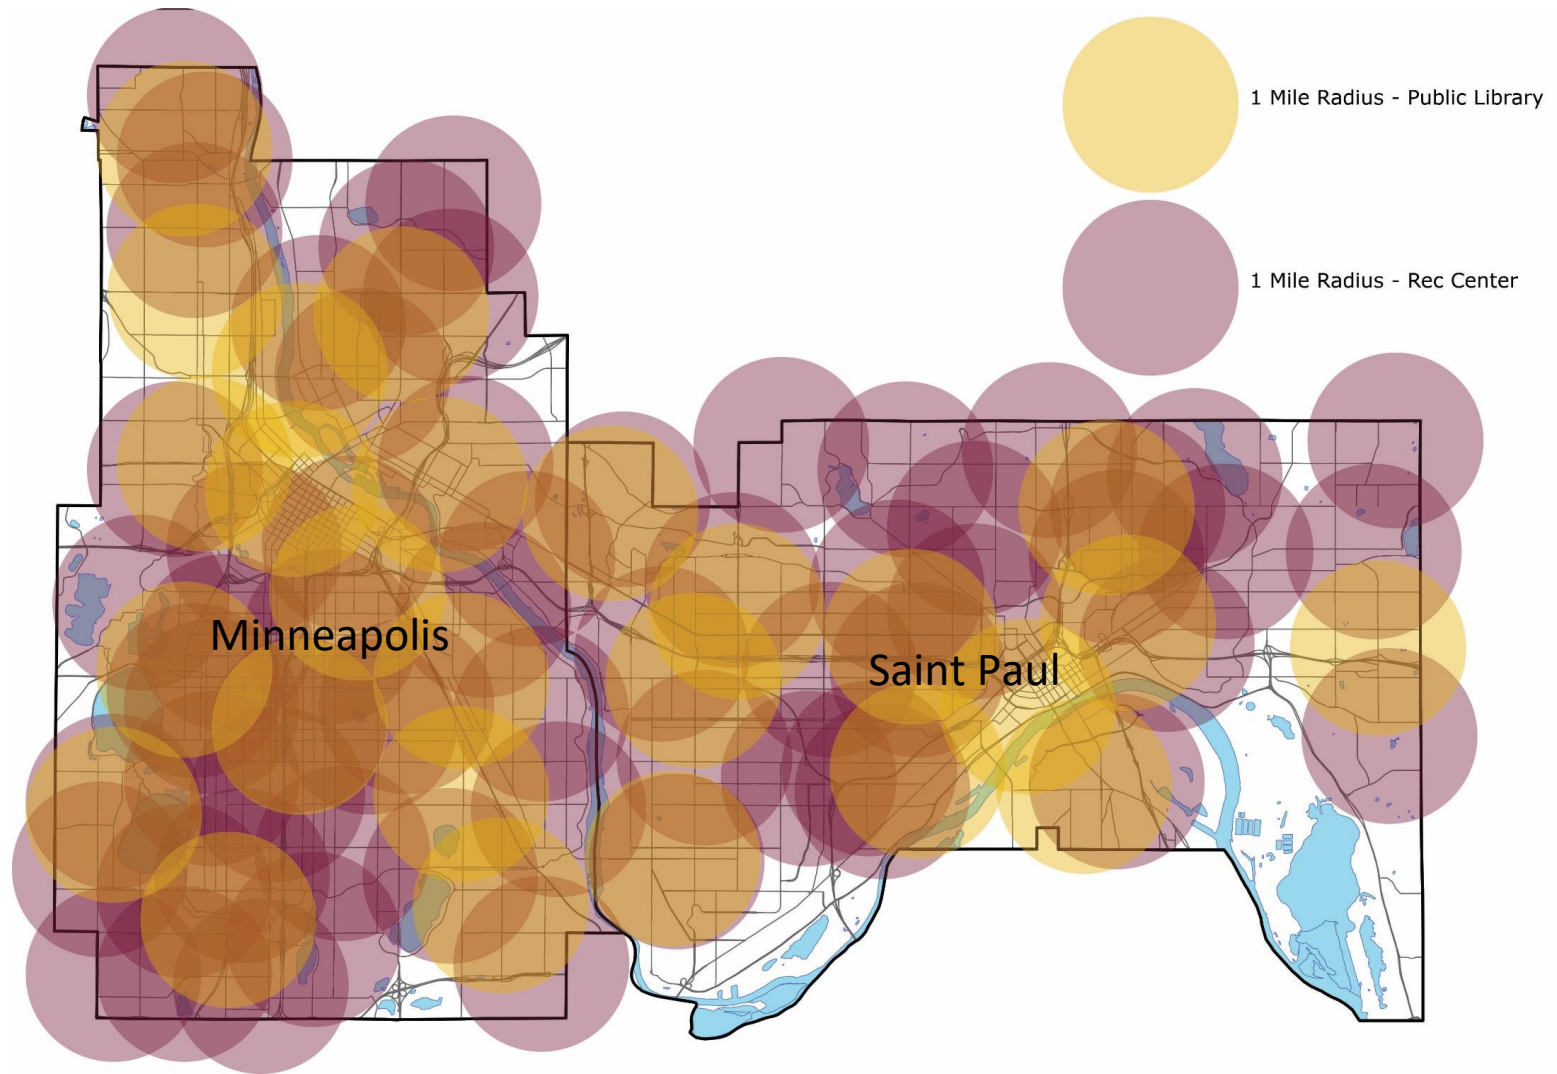 1 Mile Radius - Public Library
1 Mile Radius - Rec Center
Minneapolis
Saint Paul